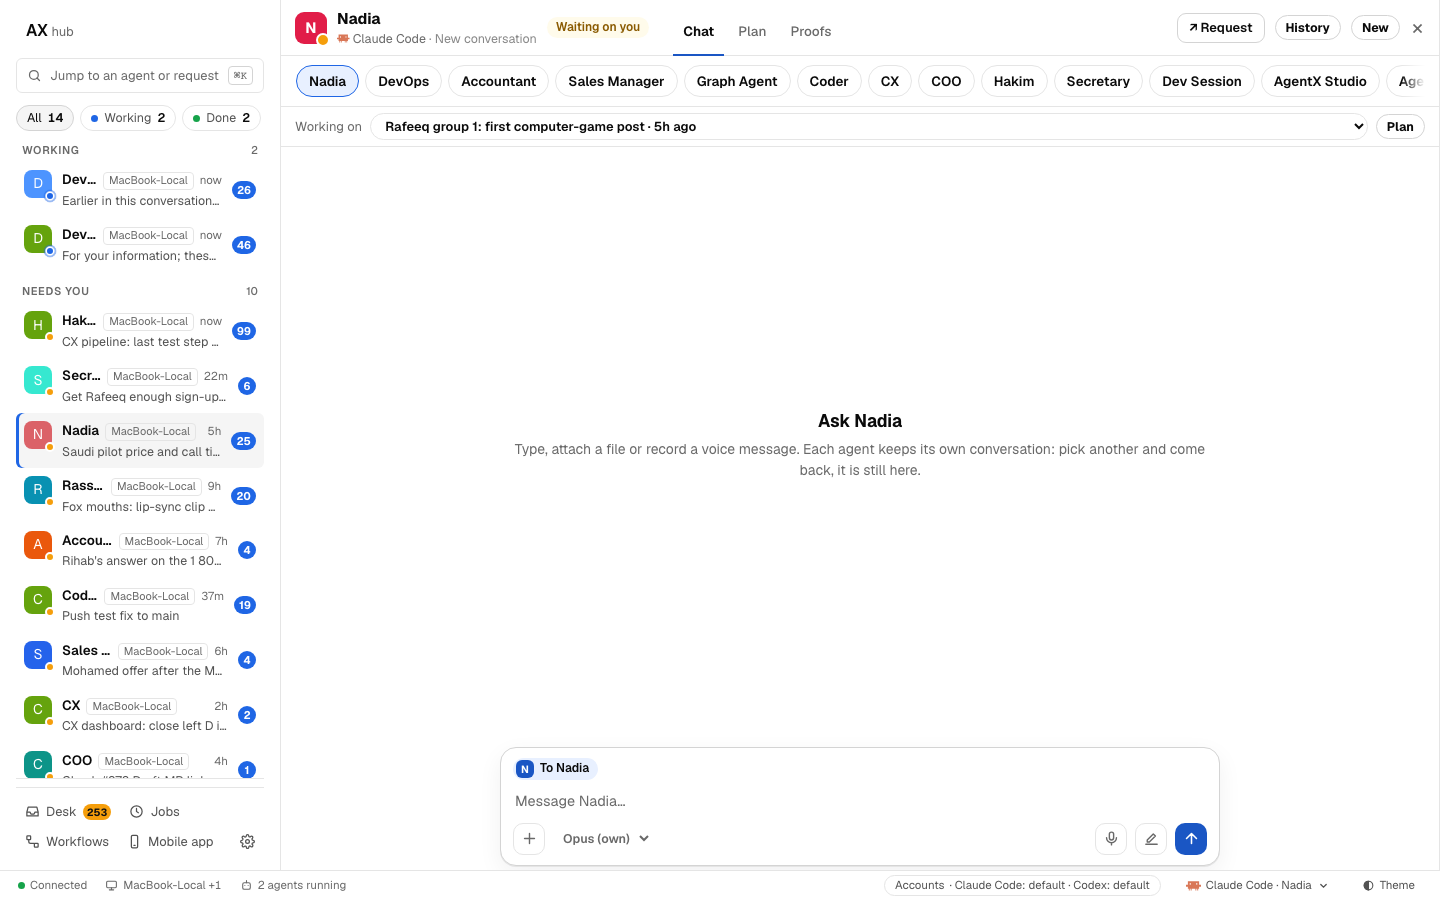 AX hub
Jump to an agent or request ⌘K
All 14 Working 2 Done 2
WORKING 2
D Dev... MacBook-Local now 26
Earlier in this conversation...
D Dev... MacBook-Local now 46
For your information; thes...
NEEDS YOU 10
H Hak... MacBook-Local now 99
CX pipeline: last test step ...
S Secr... MacBook-Local 22m 6
Get Rafeeq enough sign-up...
N Nadia MacBook-Local 5h 25
Saudi pilot price and call ti...
R Rass... MacBook-Local 9h 20
Fox mouths: lip-sync clip ...
A Accou... MacBook-Local 7h 4
Rihab's answer on the 1 80...
C Cod... MacBook-Local 37m 19
Push test fix to main
S Sales ... MacBook-Local 6h 4
Mohamed offer after the M...
C CX MacBook-Local 2h 2
CX dashboard: close left D i...
C COO MacBook-Local 4h 1
Desk 253 Jobs
Workflows Mobile app
N Nadia
Claude Code · New conversation
Waiting on you
Chat Plan Proofs
↗ Request History New ×
Nadia DevOps Accountant Sales Manager Graph Agent Coder CX COO Hakim Secretary Dev Session AgentX Studio Age
Working on Rafeeq group 1: first computer-game post · 5h ago Plan
Ask Nadia
Type, attach a file or record a voice message. Each agent keeps its own conversation: pick another and come
back, it is still here.
N To Nadia
Message Nadia...
Opus (own)
Connected MacBook-Local +1 2 agents running Accounts · Claude Code: default · Codex: default Claude Code · Nadia Theme